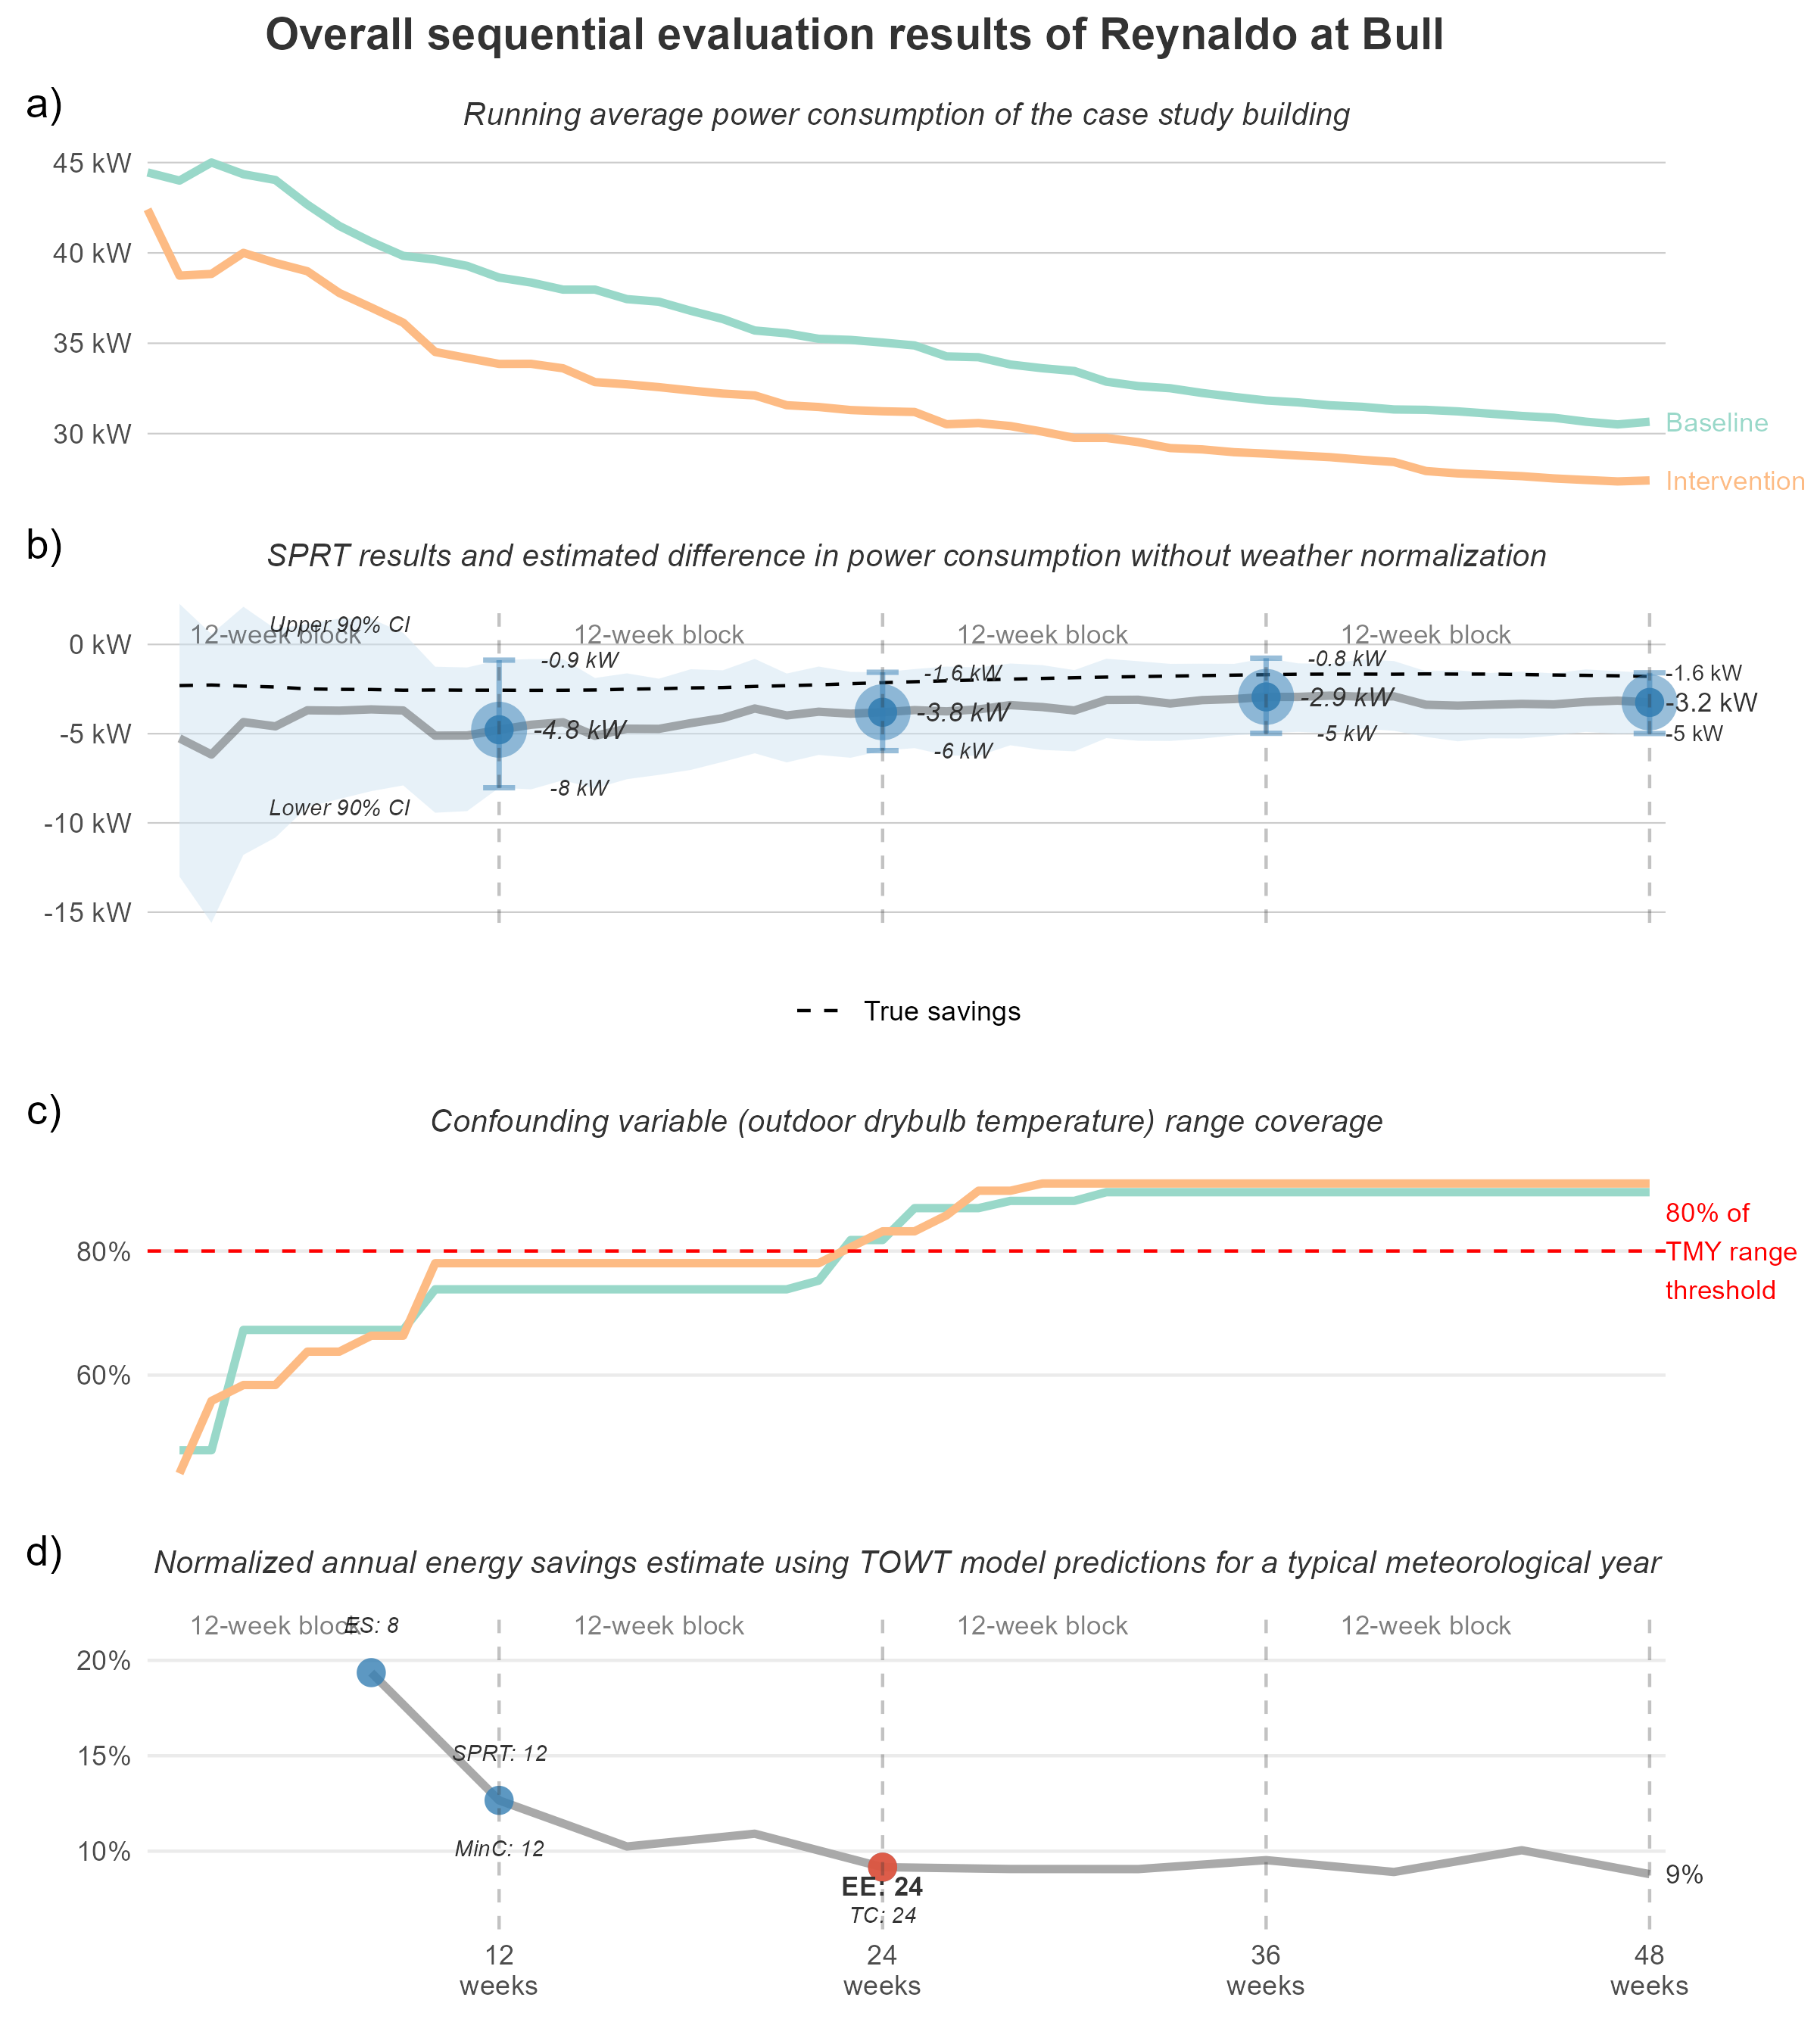 Overall sequential evaluation results of Reynaldo at Bull
a)
Running average power consumption of the case study building
45 kW
40 kW
35 kW
30 kW
Baseline
Intervention
b)
SPRT results and estimated difference in power consumption without weather normalization
Upper 90% CI
12-week block
12-week block
12-week block
12-week block
0 kW
-0.9 kW
-1.6 kW
-0.8 kW
-1.6 kW
-4.8 kW
-3.8 kW
-2.9 kW
-3.2 kW
-5 kW
-8 kW
-6 kW
-5 kW
-5 kW
Lower 90% CI
-10 kW
-15 kW
True savings
c)
Confounding variable (outdoor drybulb temperature) range coverage
80%
60%
80% of
TMY range
threshold
d)
Normalized annual energy savings estimate using TOWT model predictions for a typical meteorological year
12-week block
ES: 8
12-week block
12-week block
12-week block
20%
15%
10%
SPRT: 12
MinC: 12
EE: 24
TC: 24
9%
12
weeks
24
weeks
36
weeks
48
weeks